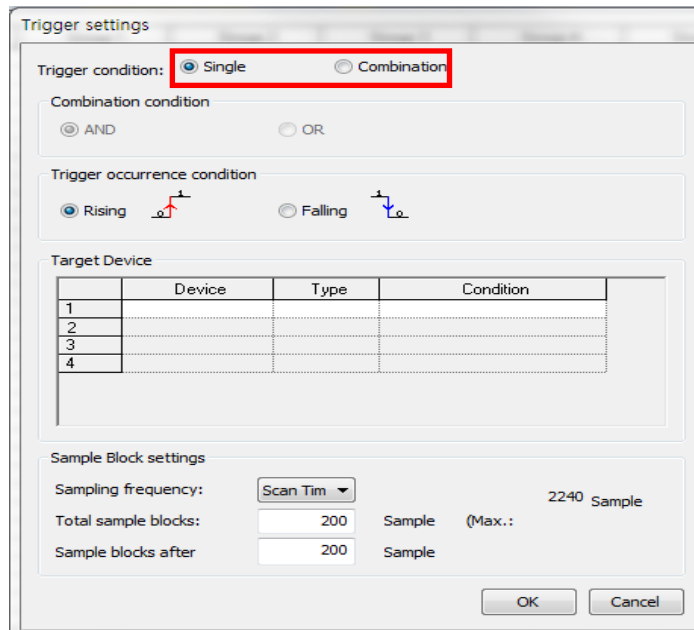 Trigger settings
Trigger condition: Single Combination
Combination condition
AND OR
Trigger occurrence condition
Rising 0 1 Falling 1 0
Target Device
Device Type Condition
1
2
3
4
Sample Block settings
Sampling frequency: Scan Tim 2240 Sample
Total sample blocks: 200 Sample (Max.:
Sample blocks after 200 Sample
OK Cancel